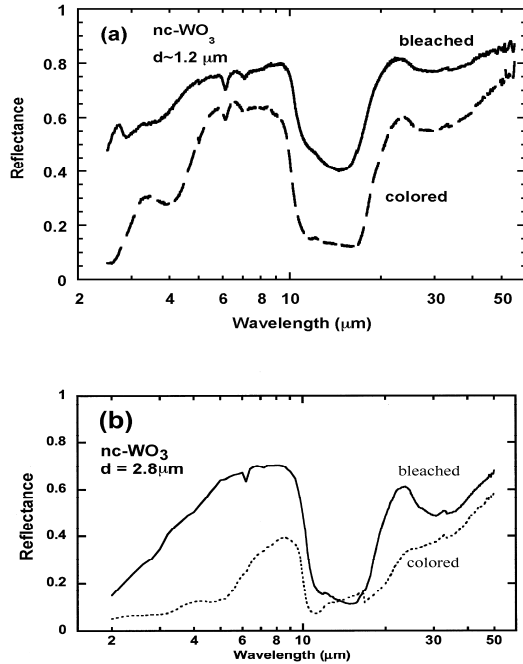 (a)
nc-WO3
d~1.2 μm
bleached
colored
Reflectance
1
0.8
0.6
0.4
0.2
0
2 4 6 8 10 30 50
Wavelength (μm)
(b)
nc-WO3
d = 2.8μm
bleached
colored
Reflectance
1
0.8
0.6
0.4
0.2
0
2 4 6 8 10 30 50
Wavelength (μm)